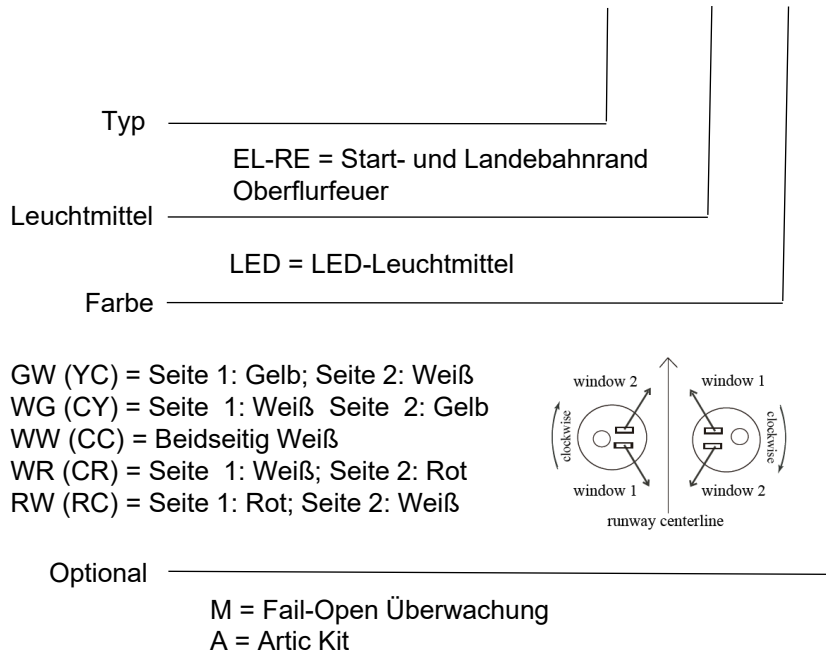 Typ
EL-RE = Start- und Landebahnrand
Oberflurfeuer
Leuchtmittel
LED = LED-Leuchtmittel
Farbe
GW (YC) = Seite 1: Gelb; Seite 2: Weiß
WG (CY) = Seite 1: Weiß Seite 2: Gelb
WW (CC) = Beidseitig Weiß
WR (CR) = Seite 1: Weiß; Seite 2: Rot
RW (RC) = Seite 1: Rot; Seite 2: Weiß
window 2 window 1
clockwise clockwise
window 1 window 2
runway centerline
Optional
M = Fail-Open Überwachung
A = Artic Kit